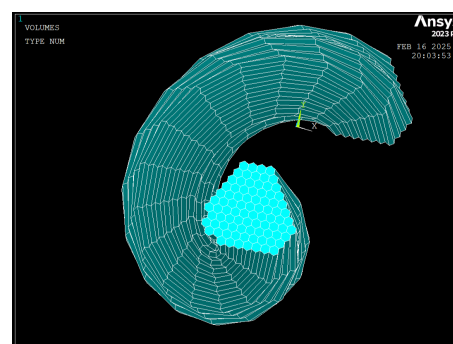 1
VOLUMES
TYPE NUM
Ansy
2023 R
FEB 16 2025
20:03:53
Y
X